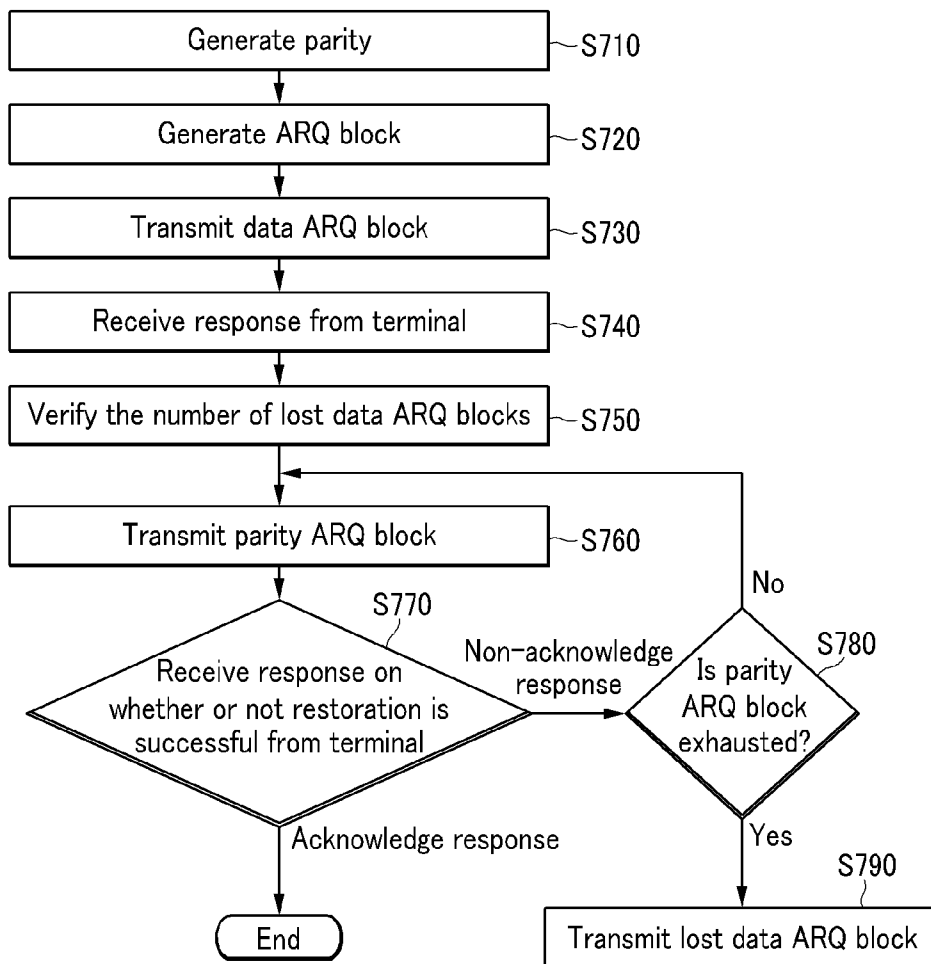 Generate parity
S710
Generate ARQ block
S720
Transmit data ARQ block
S730
Receive response from terminal
S740
Verify the number of lost data ARQ blocks
S750
Transmit parity ARQ block
S760
No
S770
Receive response on
whether or not restoration is
successful from terminal
Non-acknowledge
response
S780
Is parity
ARQ block
exhausted?
Acknowledge response
Yes
S790
End
Transmit lost data ARQ block